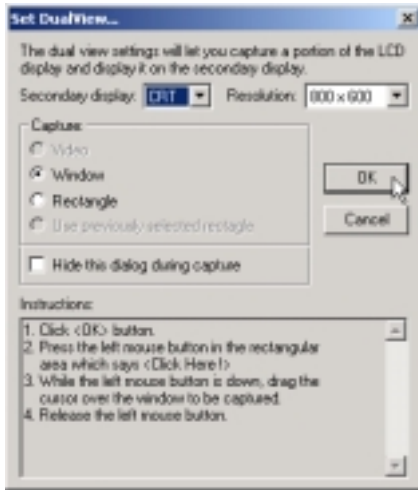 Set DualView...
The dual view settings will let you capture a portion of the LCD
display and display it on the secondary display.
Secondary display: CRT Resolution: 800 x 600
Capture
Video
Window
Rectangle
Use previously selected rectagle
Hide this dialog during capture
OK
Cancel
Instructions:
1. Click <OK> button.
2. Press the left mouse button in the rectangular
area which says <Click Here !>
3. While the left mouse button is down, drag the
cursor over the window to be captured.
4. Release the left mouse button.